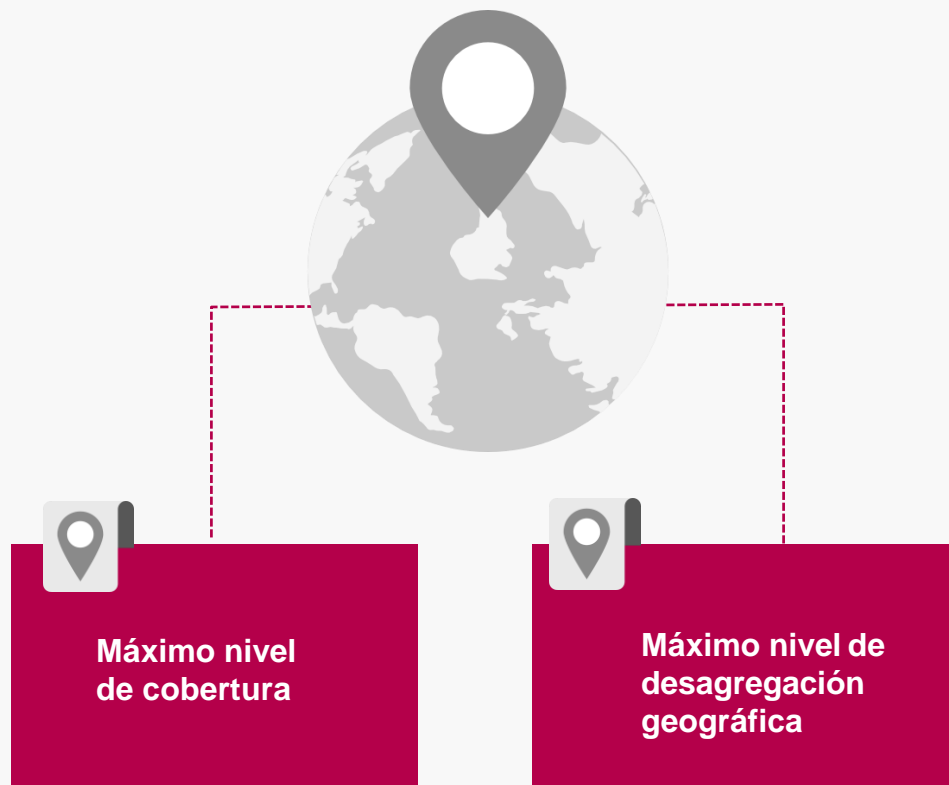 Máximo nivel
de cobertura
Máximo nivel de
desagregación
geográfica